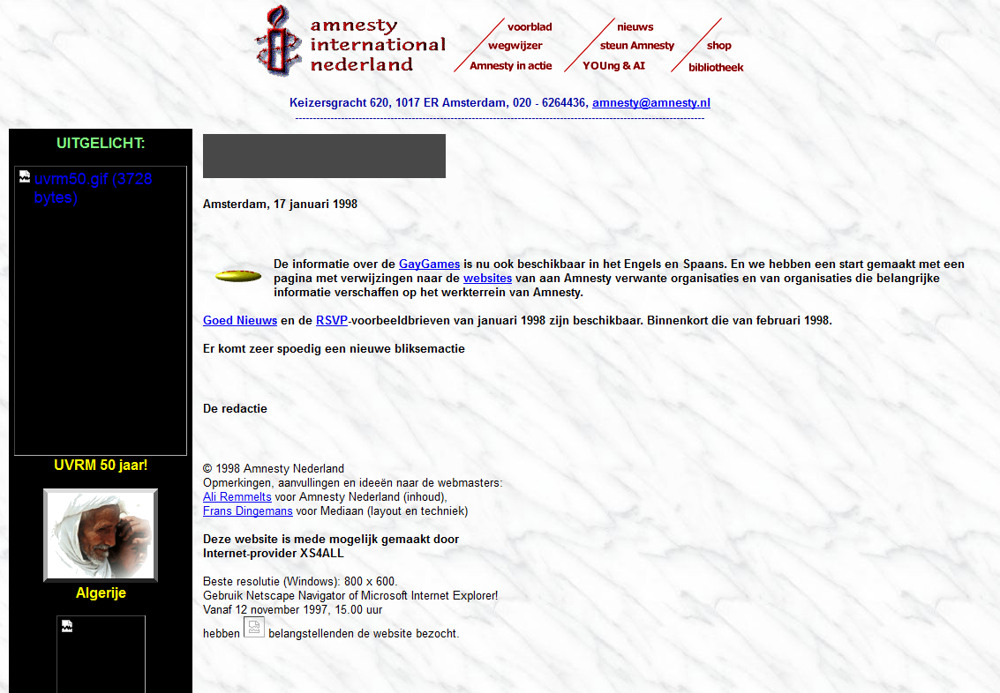 amnesty
international
nederland
voorblad
wegwijzer
Amnesty in actie
nieuws
steun Amnesty
YOUng & AI
shop
bibliotheek
Keizersgracht 620, 1017 ER Amsterdam, 020 - 6264436, amnesty@amnesty.nl
---------------------------------------------------------------------------------------------------------------------
UITGELICHT:
uvrm50.gif (3728
bytes)
UVRM 50 jaar!
Algerije
Amsterdam, 17 januari 1998
De informatie over de GayGames is nu ook beschikbaar in het Engels en Spaans. En we hebben een start gemaakt met een
pagina met verwijzingen naar de websites van aan Amnesty verwante organisaties en van organisaties die belangrijke
informatie verschaffen op het werkterrein van Amnesty.
Goed Nieuws en de RSVP-voorbeeldbrieven van januari 1998 zijn beschikbaar. Binnenkort die van februari 1998.
Er komt zeer spoedig een nieuwe bliksemactie
De redactie
© 1998 Amnesty Nederland
Opmerkingen, aanvullingen en ideeën naar de webmasters:
Ali Remmelts voor Amnesty Nederland (inhoud),
Frans Dingemans voor Mediaan (layout en techniek)
Deze website is mede mogelijk gemaakt door
Internet-provider XS4ALL
Beste resolutie (Windows): 800 x 600.
Gebruik Netscape Navigator of Microsoft Internet Explorer!
Vanaf 12 november 1997, 15.00 uur
hebben belangstellenden de website bezocht.